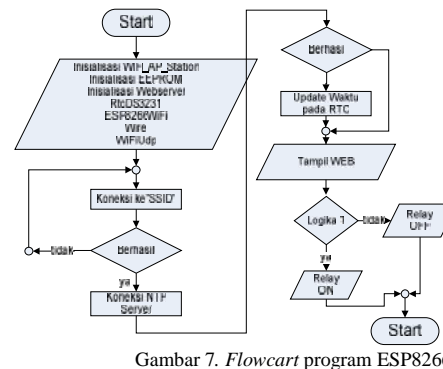 Start
Inisialisasi WIFI_AP_Station
Inisialisasi EEPROM
Inisialisasi Webserver
RtcDS3231
ESP8266WiFi
Wire
WiFiUdp
Koneksi ke"SSID"
Berhasil
tidak
ya
Koneksi NTP
Server
Berhasi
Update Waktu
pada RTC
Tampil WEB
Logika 1
tidak
Relay
OFF
ya
Relay
ON
Start
Gambar 7. Flowcart program ESP8266